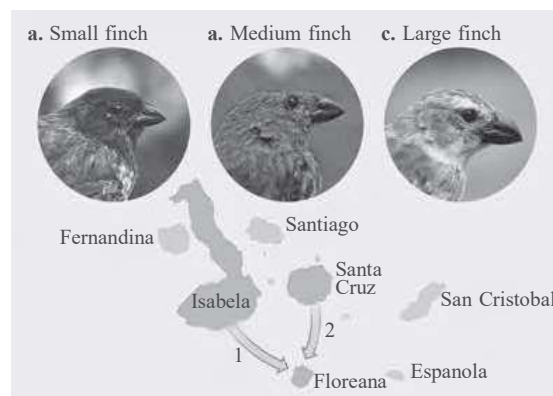 a. Small finch
a. Medium finch
c. Large finch
Fernandina
Santiago
Isabela
Santa
Cruz
San Cristobal
1
2
Floreana
Espanola